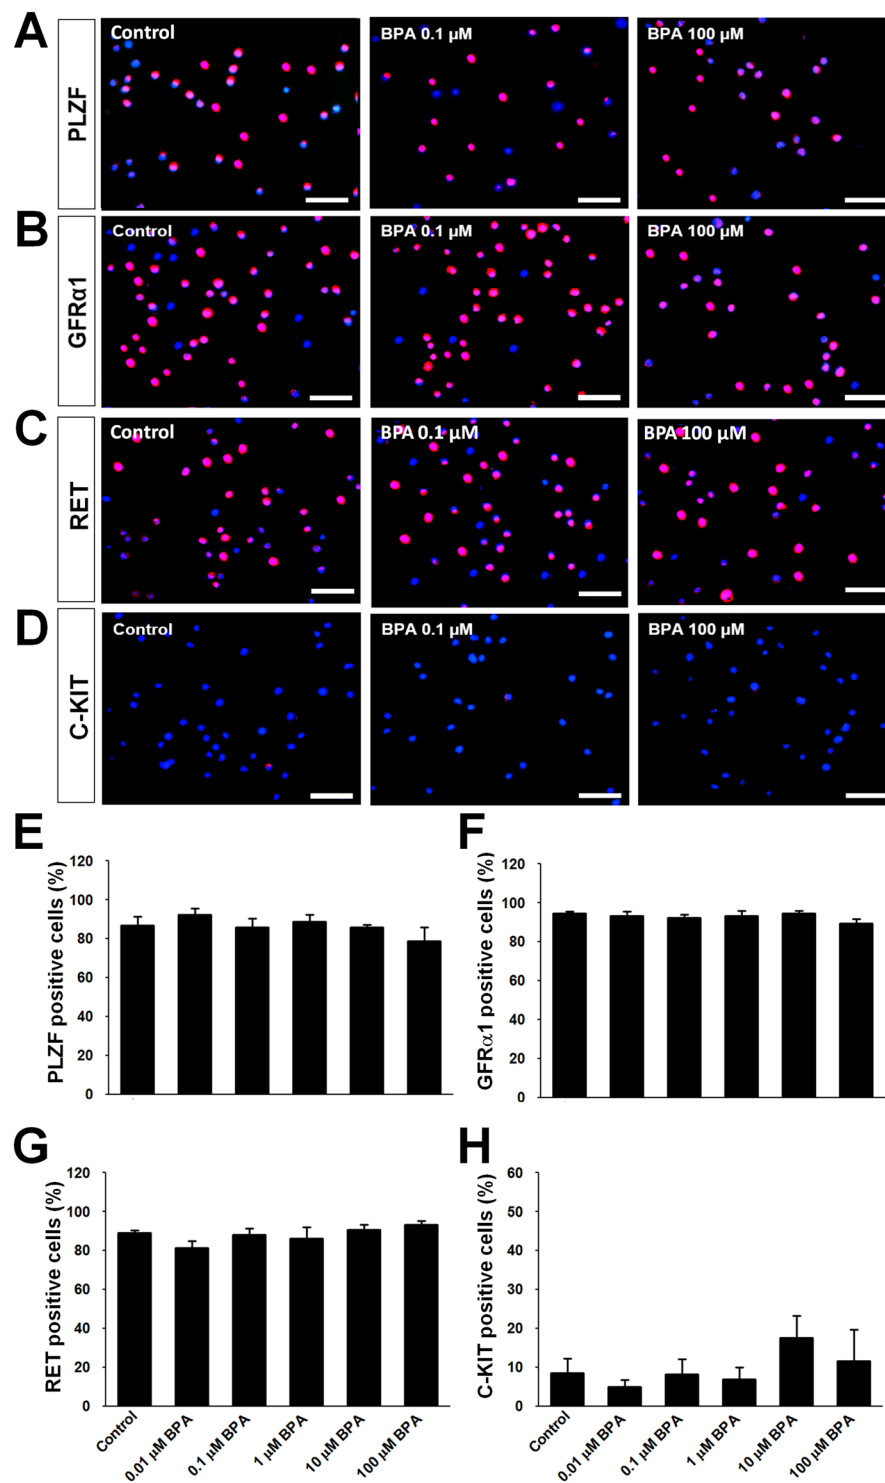 A
PLZF
Control
BPA 0.1 µM
BPA 100 µM
B
GFRα1
Control
BPA 0.1 µM
BPA 100 µM
C
RET
Control
BPA 0.1 µM
BPA 100 µM
D
C-KIT
Control
BPA 0.1 µM
BPA 100 µM
E
PLZF positive cells (%)
120
100
80
60
40
20
0
F
GFRα1 positive cells (%)
120
100
80
60
40
20
0
G
RET positive cells (%)
120
100
80
60
40
20
0
Control
0.01 µM BPA
0.1 µM BPA
1 µM BPA
10 µM BPA
100 µM BPA
H
C-KIT positive cells (%)
60
50
40
30
20
10
0
Control
0.01 µM BPA
0.1 µM BPA
1 µM BPA
10 µM BPA
100 µM BPA